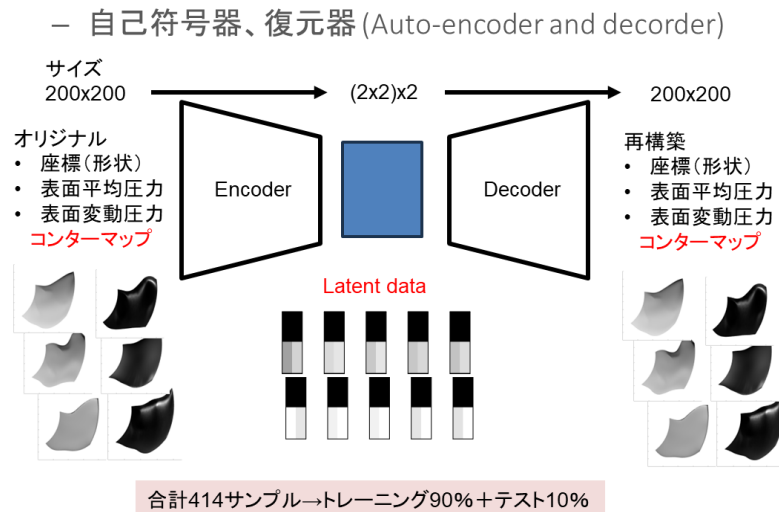 – 自己符号器、復元器(Auto-encoder and decorder)
サイズ
200x200
(2x2)x2
200x200
オリジナル
• 座標(形状)
• 表面平均圧力
• 表面変動圧力
コンターマップ
Encoder
Decoder
再構築
• 座標(形状)
• 表面平均圧力
• 表面変動圧力
コンターマップ
Latent data
合計414サンプル→トレーニング90%+テスト10%